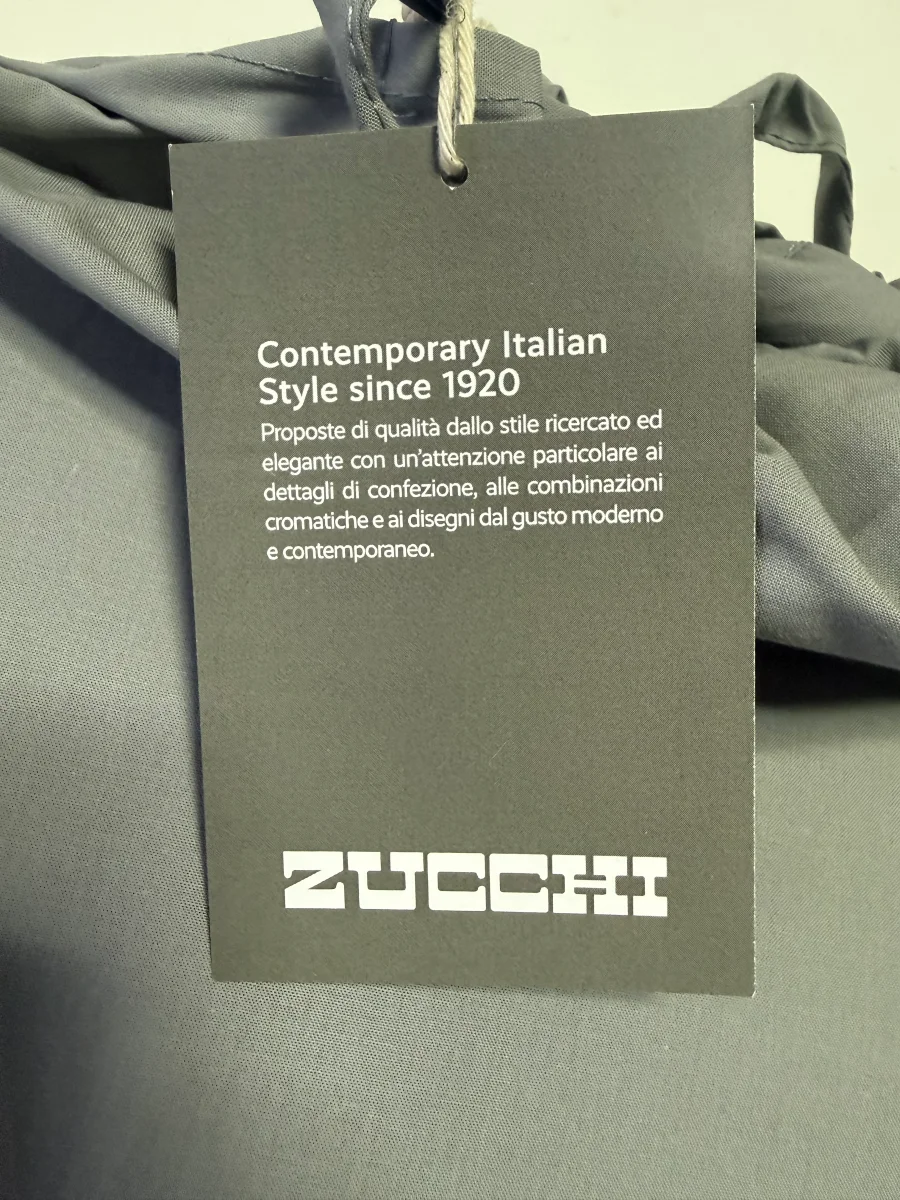 Contemporary Italian
Style since 1920
Proposte di qualità dallo stile ricercato ed
elegante con un'attenzione particolare ai
dettagli di confezione, alle combinazioni
cromatiche e ai disegni dal gusto moderno
e contemporaneo.
ZUCCHI